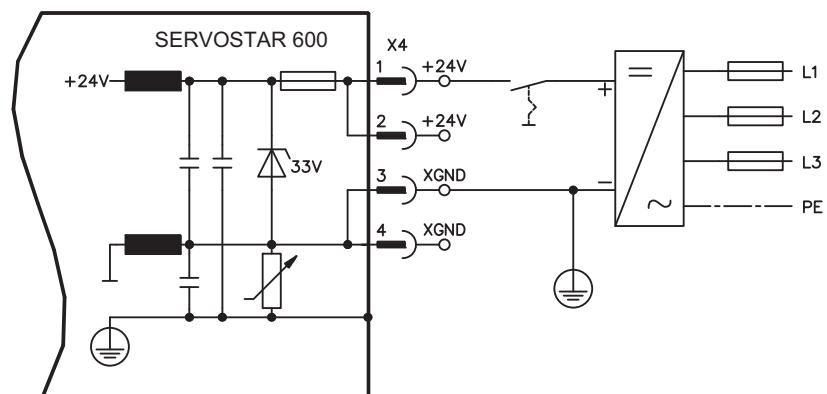 SERVOSTAR 600
X4
+24V
1 +24V
2 +24V
3 XGND
4 XGND
33V
+
−
L1
L2
L3
PE